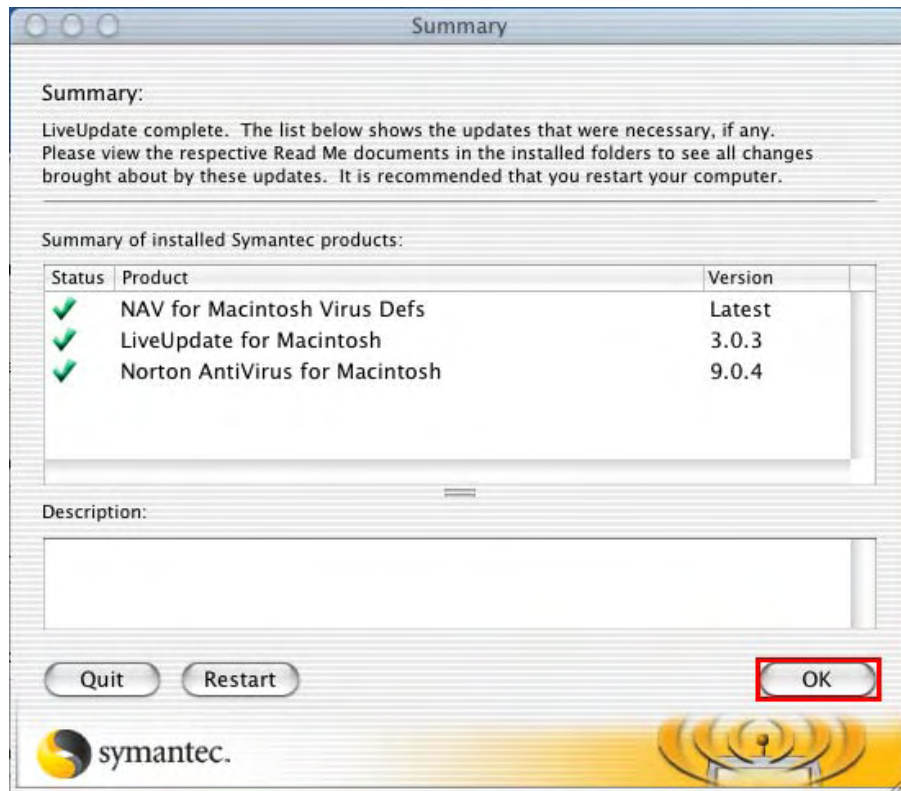 Summary
Summary:
LiveUpdate complete. The list below shows the updates that were necessary, if any.
Please view the respective Read Me documents in the installed folders to see all changes
brought about by these updates. It is recommended that you restart your computer.
Summary of installed Symantec products:
Status Product Version
NAV for Macintosh Virus Defs Latest
LiveUpdate for Macintosh 3.0.3
Norton AntiVirus for Macintosh 9.0.4
Description:
Quit Restart OK
symantec.